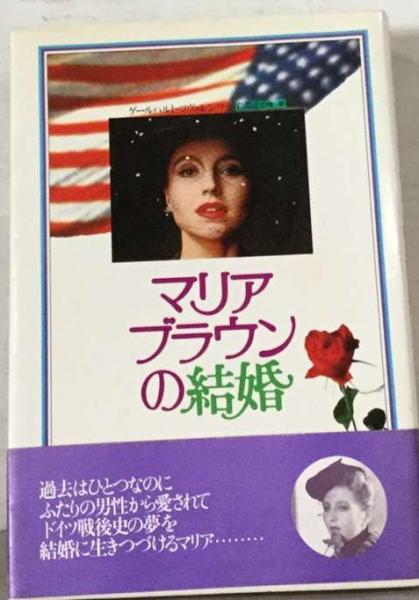 ゲールハルト・ツヴェレンツ
マリア
ブラウン
の結婚
過去はひとつなのに
ふたりの男性から愛されて
ドイツ戦後史の夢を
結婚に生きつづけるマリア………